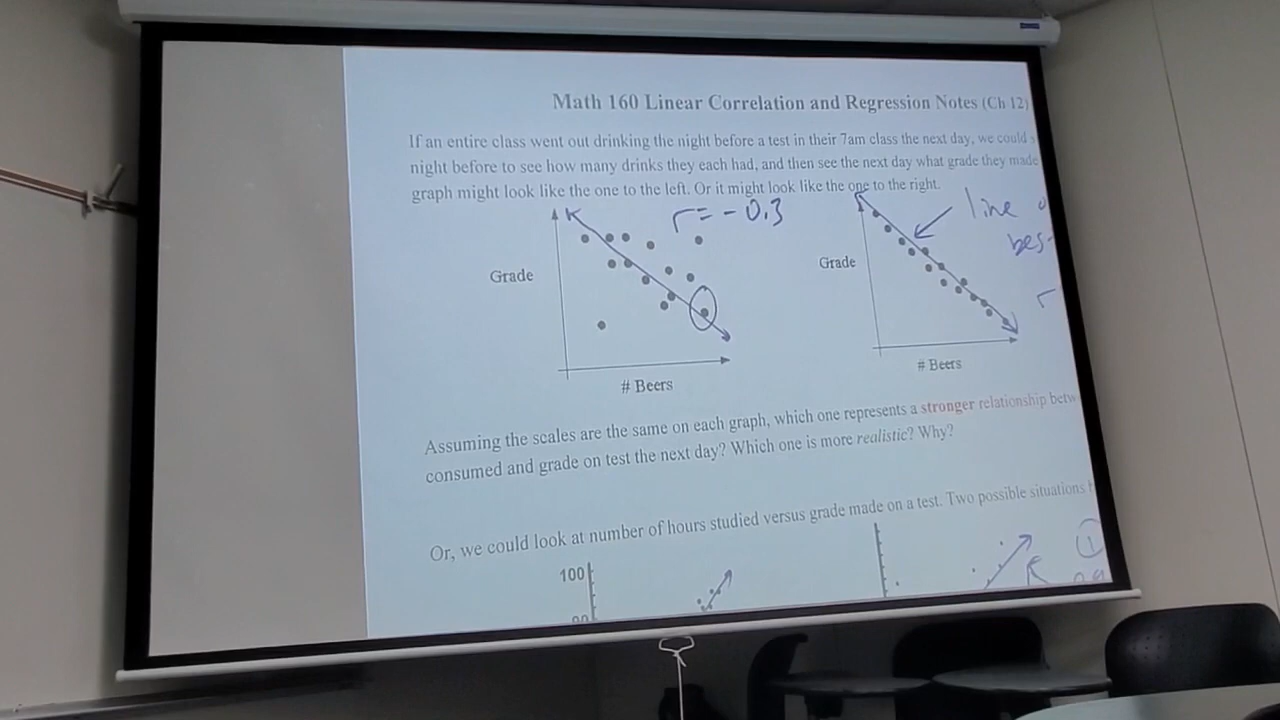 Math 160 Linear Correlation and Regression Notes (Ch 12)
If an entire class went out drinking the night before a test in their 7am class the next day, we could
night before to see how many drinks they each had, and then see the next day what grade they made
graph might look like the one to the left. Or it might look like the one to the right.
r = -0.3
line
Grade
Grade
r
# Beers
# Beers
Assuming the scales are the same on each graph, which one represents a stronger relationship
consumed and grade on test the next day? Which one is more realistic? Why?
Or, we could look at number of hours studied versus grade made on a test. Two possible situations
100
90
1